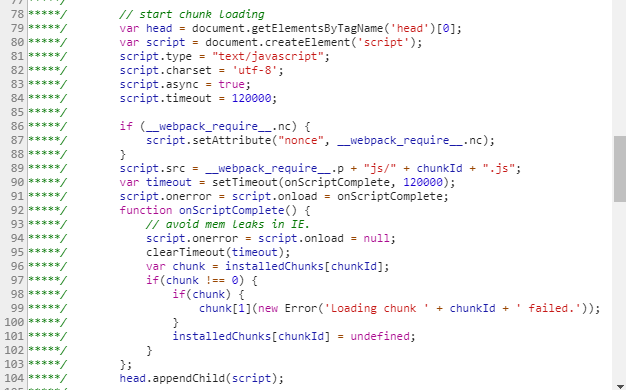 78 *****/ // start chunk loading
79 *****/ var head = document.getElementsByTagName('head')[0];
80 *****/ var script = document.createElement('script');
81 *****/ script.type = "text/javascript";
82 *****/ script.charset = 'utf-8';
83 *****/ script.async = true;
84 *****/ script.timeout = 120000;
85 *****/
86 *****/ if (__webpack_require__.nc) {
87 *****/ script.setAttribute("nonce", __webpack_require__.nc);
88 *****/ }
89 *****/ script.src = __webpack_require__.p + "js/" + chunkId + ".js";
90 *****/ var timeout = setTimeout(onScriptComplete, 120000);
91 *****/ script.onerror = script.onload = onScriptComplete;
92 *****/ function onScriptComplete() {
93 *****/ // avoid mem leaks in IE.
94 *****/ script.onerror = script.onload = null;
95 *****/ clearTimeout(timeout);
96 *****/ var chunk = installedChunks[chunkId];
97 *****/ if(chunk !== 0) {
98 *****/ if(chunk) {
99 *****/ chunk[1](new Error('Loading chunk ' + chunkId + ' failed.'));
100 *****/ }
101 *****/ installedChunks[chunkId] = undefined;
102 *****/ }
103 *****/ };
104 *****/ head.appendChild(script);